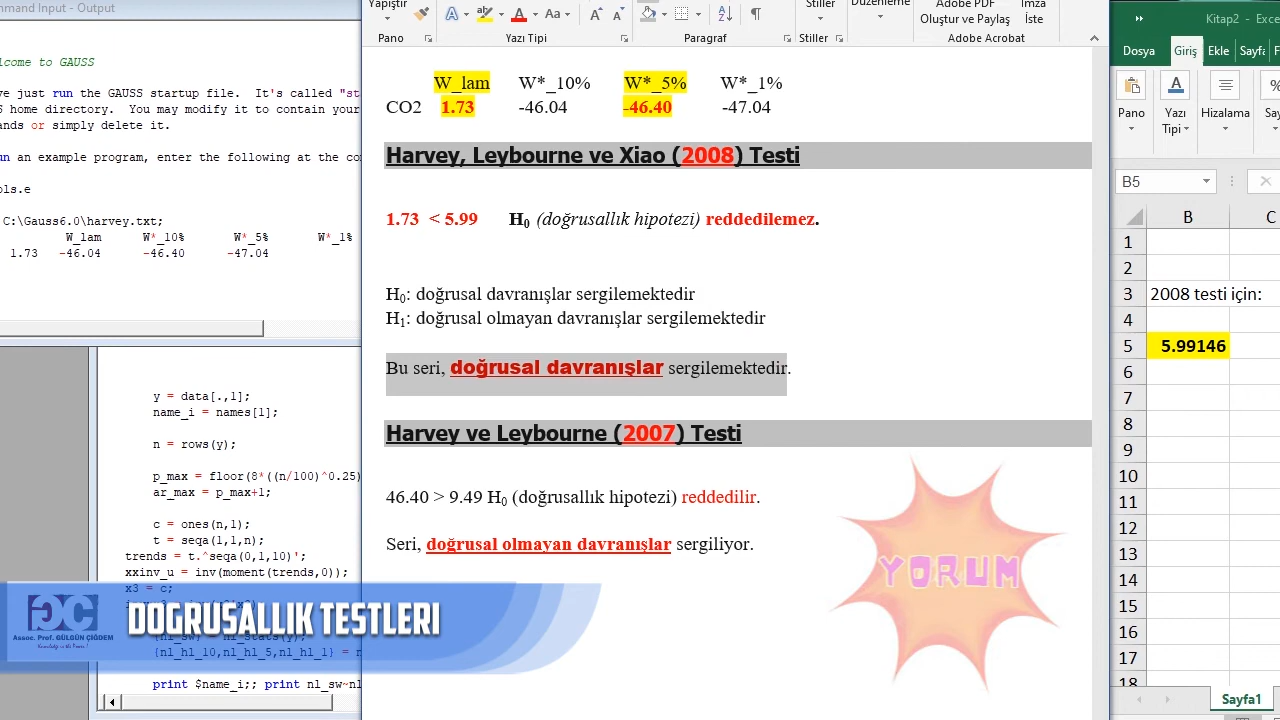 mmand Input - Output
lcome to GAUSS
ve just run the GAUSS startup file. It's called "st
S home directory. You may modify it to contain your
ands or simply delete it.
un an example program, enter the following at the co
ols.e
C:\Gauss6.0\harvey.txt;
W_lam W*_10% W*_5% W*_1%
1.73 -46.04 -46.40 -47.04
y = data[.,1];
name_i = names[1];
n = rows(y);
p_max = floor(8*((n/100)^0.25)
ar_max = p_max+1;
c = ones(n,1);
t = seqa(1,1,n);
trends = t.^seqa(0,1,10)';
xxinv_u = inv(moment(trends,0));
x3 = c;
{nl_hl_10,nl_hl_5,nl_hl_1} = n
print $name_i;; print nl_sw~nl
Assoc. Prof. GÜLGÜN ÇİĞDEM
DOĞRUSALLIK TESTLERİ
Yapıştır
Pano
Aa
Yazı Tipi
Paragraf
Stiller
Stiller
Düzenleme
Adobe PDF
Oluştur ve Paylaş
İmza
İste
Adobe Acrobat
W_lam W*_10% W*_5% W*_1%
CO2 1.73 -46.04 -46.40 -47.04
Harvey, Leybourne ve Xiao (2008) Testi
1.73 < 5.99 H0 (doğrusallık hipotezi) reddedilemez.
H0: doğrusal davranışlar sergilemektedir
H1: doğrusal olmayan davranışlar sergilemektedir
Bu seri, doğrusal davranışlar sergilemektedir.
Harvey ve Leybourne (2007) Testi
46.40 > 9.49 H0 (doğrusallık hipotezi) reddedilir.
Seri, doğrusal olmayan davranışlar sergiliyor.
YORUM
Kitap2 - Exce
Dosya Giriş Ekle Sayfa F
Pano
Yazı
Tipi
Hizalama
Say
%
B5
B C
1
2
3 2008 testi için:
4
5 5.99146
6
7
8
9
10
11
12
13
14
15
16
17
18
Sayfa1